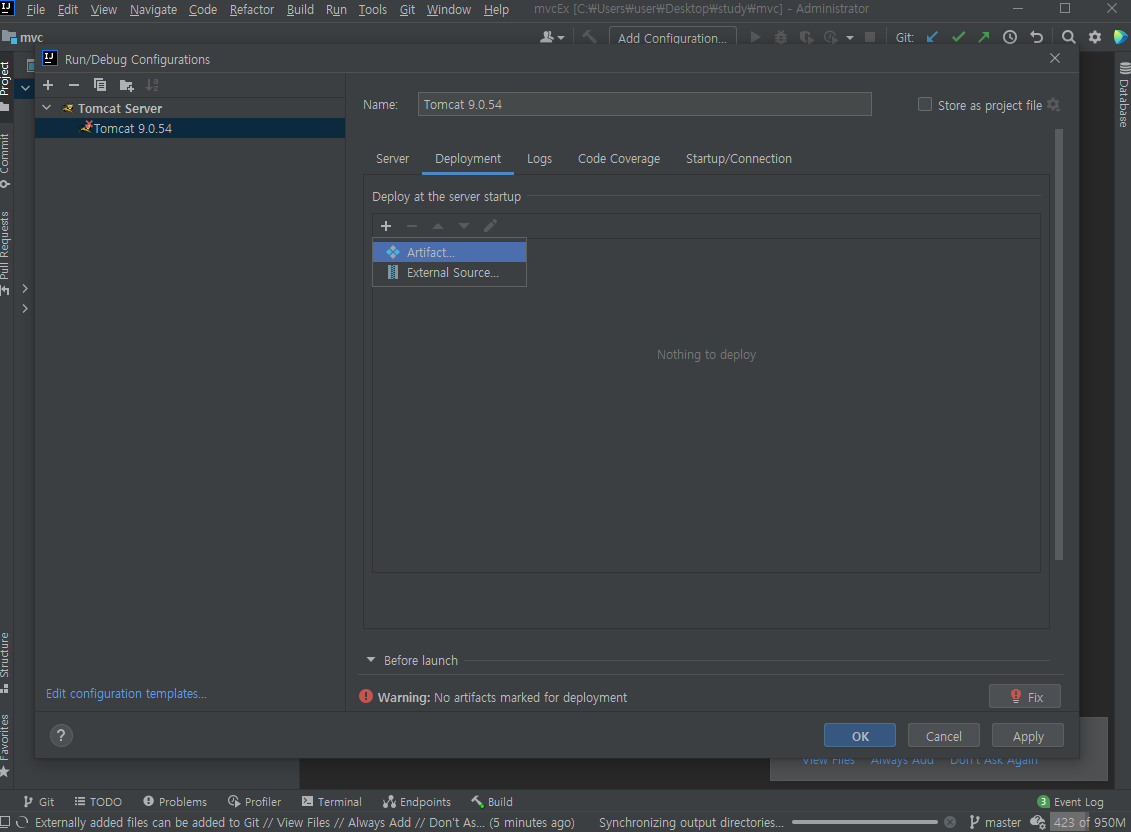 File Edit View Navigate Code Refactor Build Run Tools Git Window Help mvcEx [C:₩Users₩user₩Desktop₩study₩mvc] - Administrator
mvc Add Configuration... Git:
Run/Debug Configurations
Tomcat Server
Tomcat 9.0.54
Edit configuration templates...
Name: Tomcat 9.0.54 Store as project file
Server Deployment Logs Code Coverage Startup/Connection
Deploy at the server startup
Artifact...
External Source...
Nothing to deploy
Before launch
Warning: No artifacts marked for deployment Fix
? OK Cancel Apply
View Files Always Add Don't Ask Again
Project
Commit
Pull Requests
Structure
Favorites
Database
Git TODO Problems Profiler Terminal Endpoints Build 3 Event Log
Externally added files can be added to Git // View Files // Always Add // Don't As... (5 minutes ago) Synchronizing output directories... master 423 of 950M